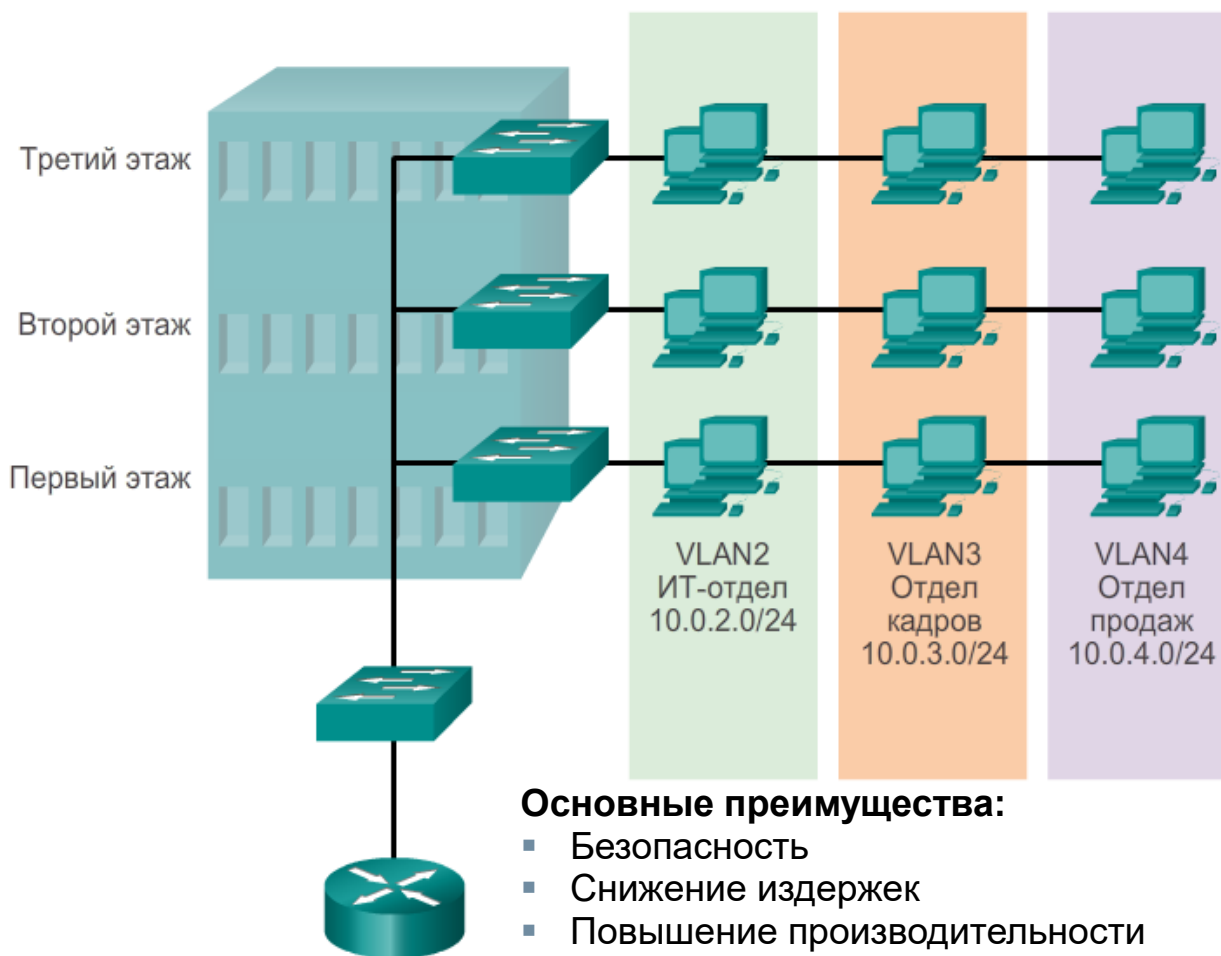 Третий этаж
Второй этаж
Первый этаж
VLAN2
ИТ-отдел
10.0.2.0/24
VLAN3
Отдел
кадров
10.0.3.0/24
VLAN4
Отдел
продаж
10.0.4.0/24
Основные преимущества:
▪ Безопасность
▪ Снижение издержек
▪ Повышение производительности